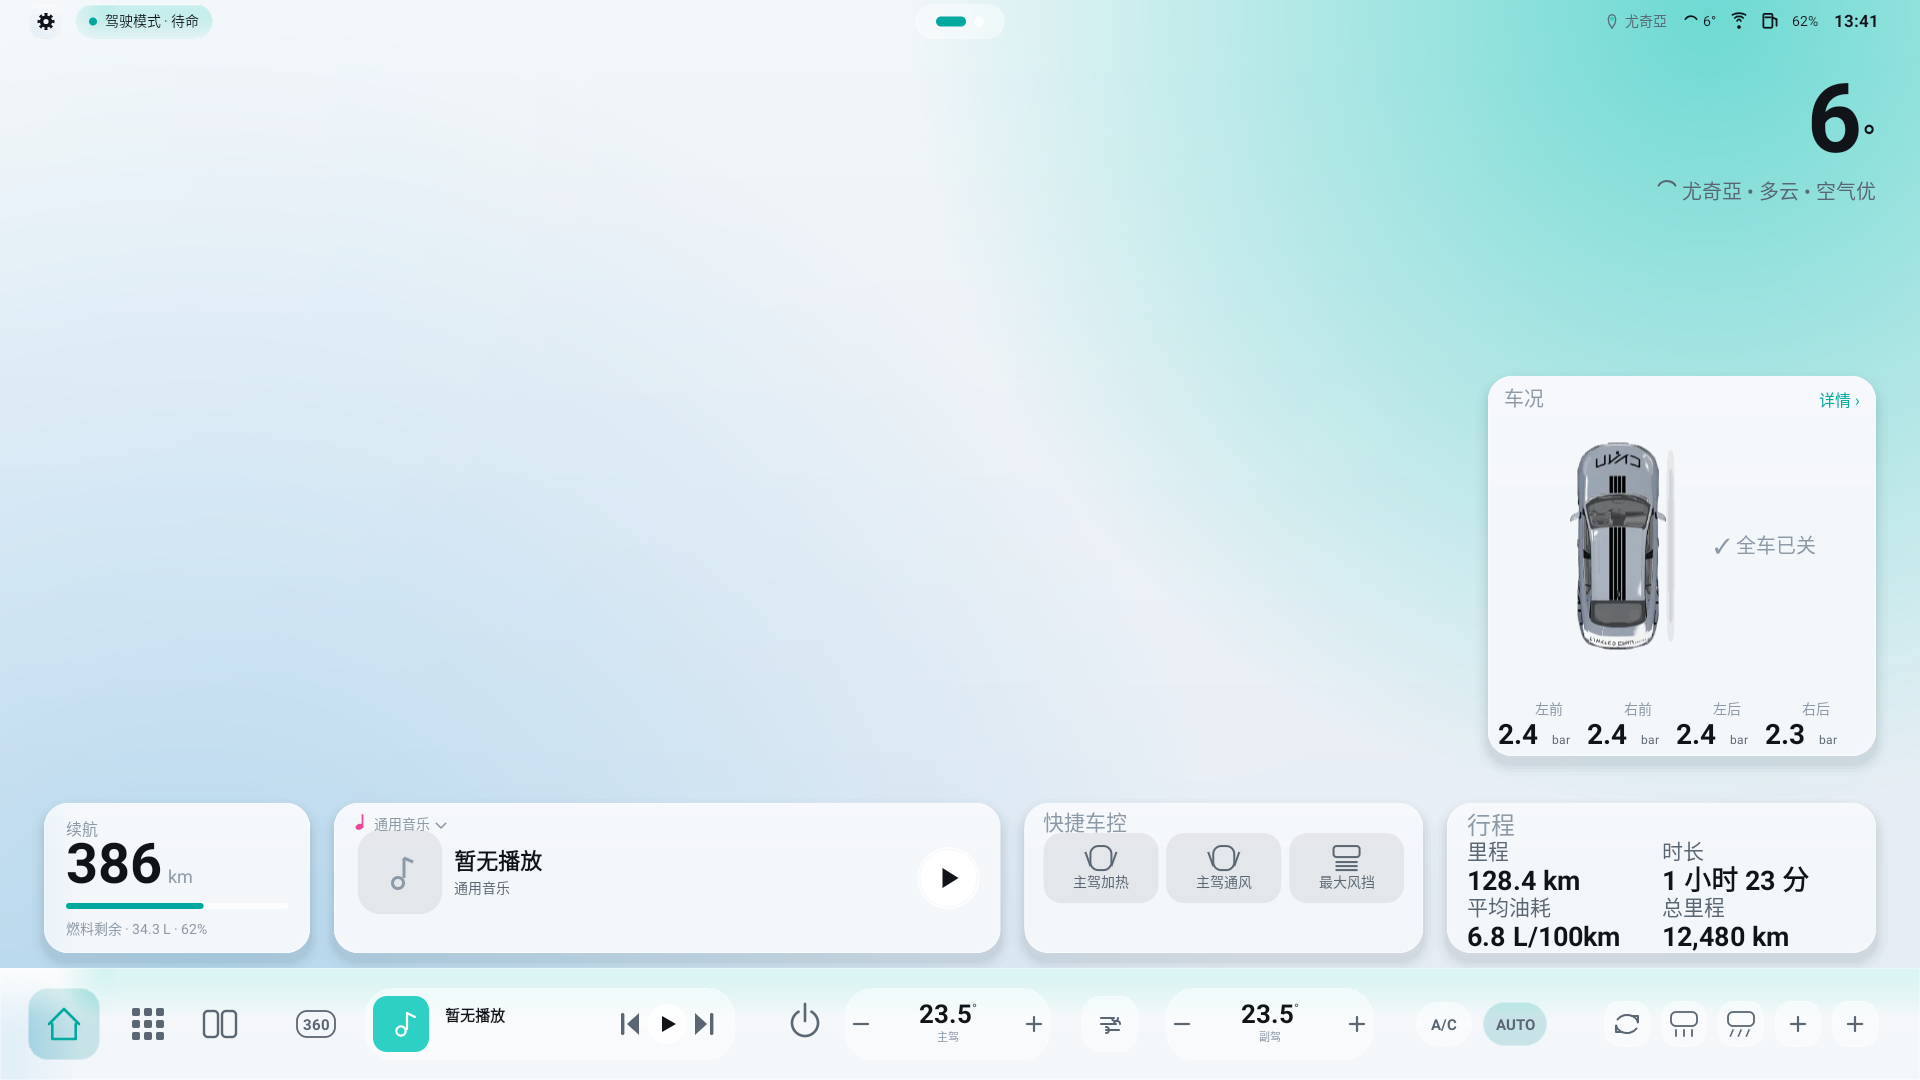 驾驶模式 · 待命
尤奇亞 6° 62% 13:41
6°
尤奇亞 • 多云 • 空气优
车况
详情 ›
✓ 全车已关
左前 右前 左后 右后
2.4 bar 2.4 bar 2.4 bar 2.3 bar
续航
386 km
燃料剩余 · 34.3 L · 62%
通用音乐
暂无播放
通用音乐
快捷车控
主驾加热 主驾通风 最大风挡
行程
里程 时长
128.4 km 1 小时 23 分
平均油耗 总里程
6.8 L/100km 12,480 km
360
暂无播放
23.5°
主驾
23.5°
副驾
A/C
AUTO